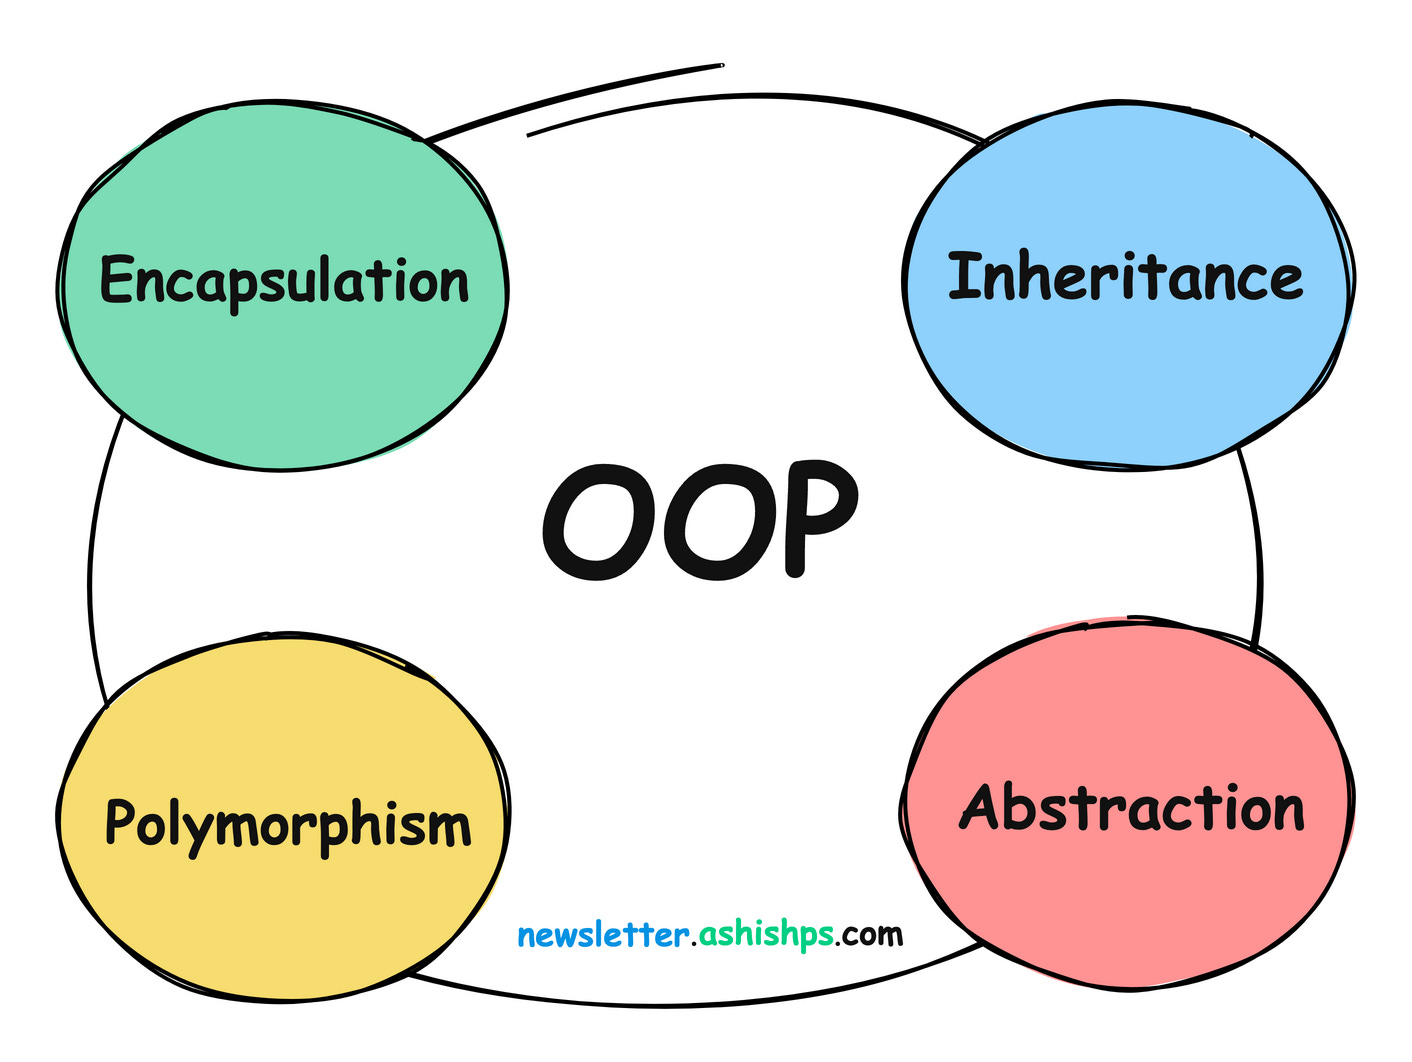 Encapsulation
Inheritance
OOP
Polymorphism
Abstraction
newsletter.ashishps.com